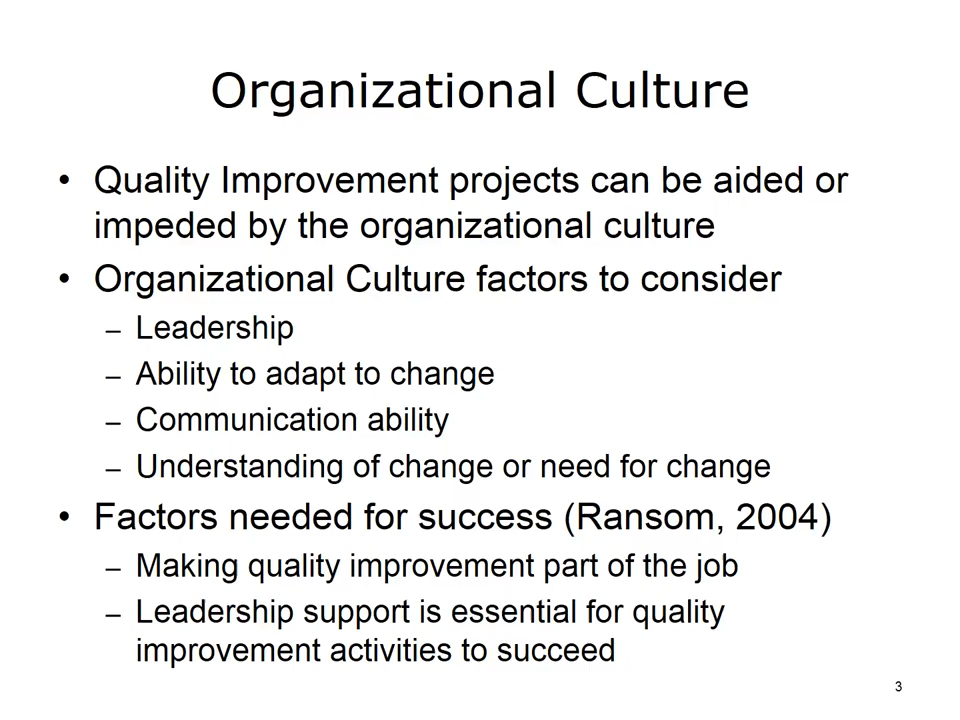 Organizational Culture
• Quality Improvement projects can be aided or
impeded by the organizational culture
• Organizational Culture factors to consider
– Leadership
– Ability to adapt to change
– Communication ability
– Understanding of change or need for change
• Factors needed for success (Ransom, 2004)
– Making quality improvement part of the job
– Leadership support is essential for quality
improvement activities to succeed
3